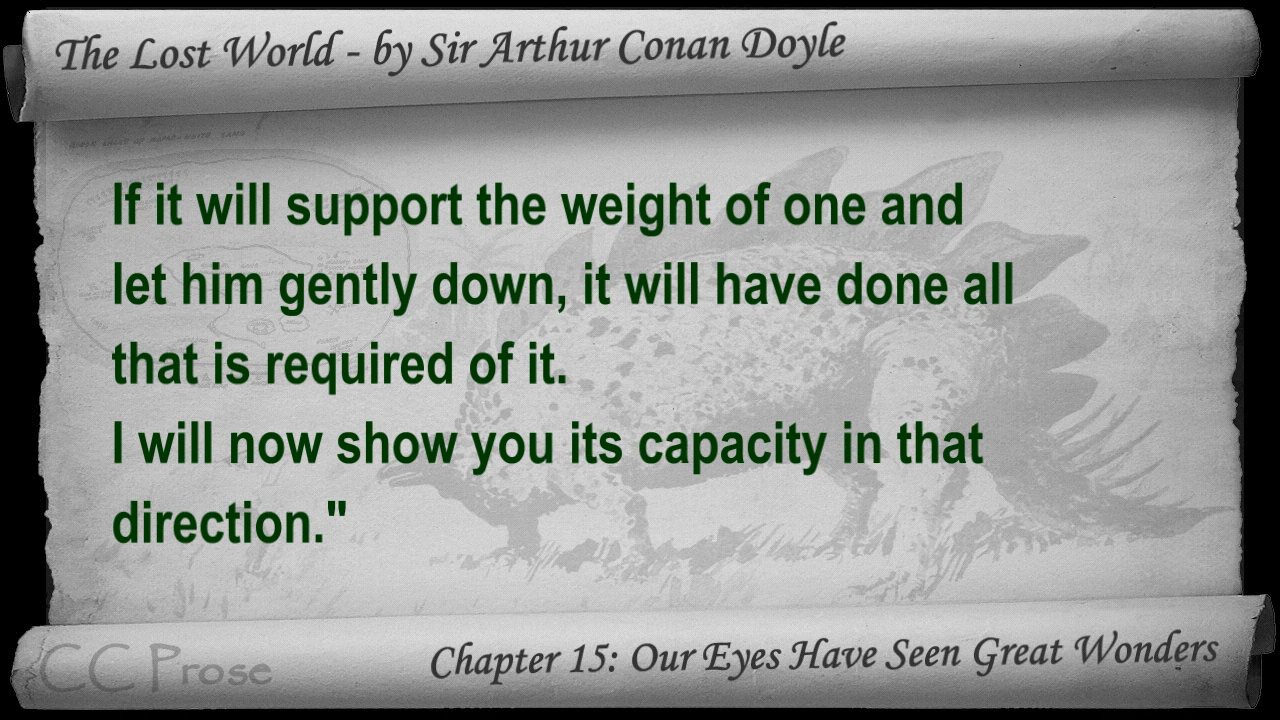 The Lost World - by Sir Arthur Conan Doyle
If it will support the weight of one and
let him gently down, it will have done all
that is required of it.
I will now show you its capacity in that
direction."
CC Prose
Chapter 15: Our Eyes Have Seen Great Wonders